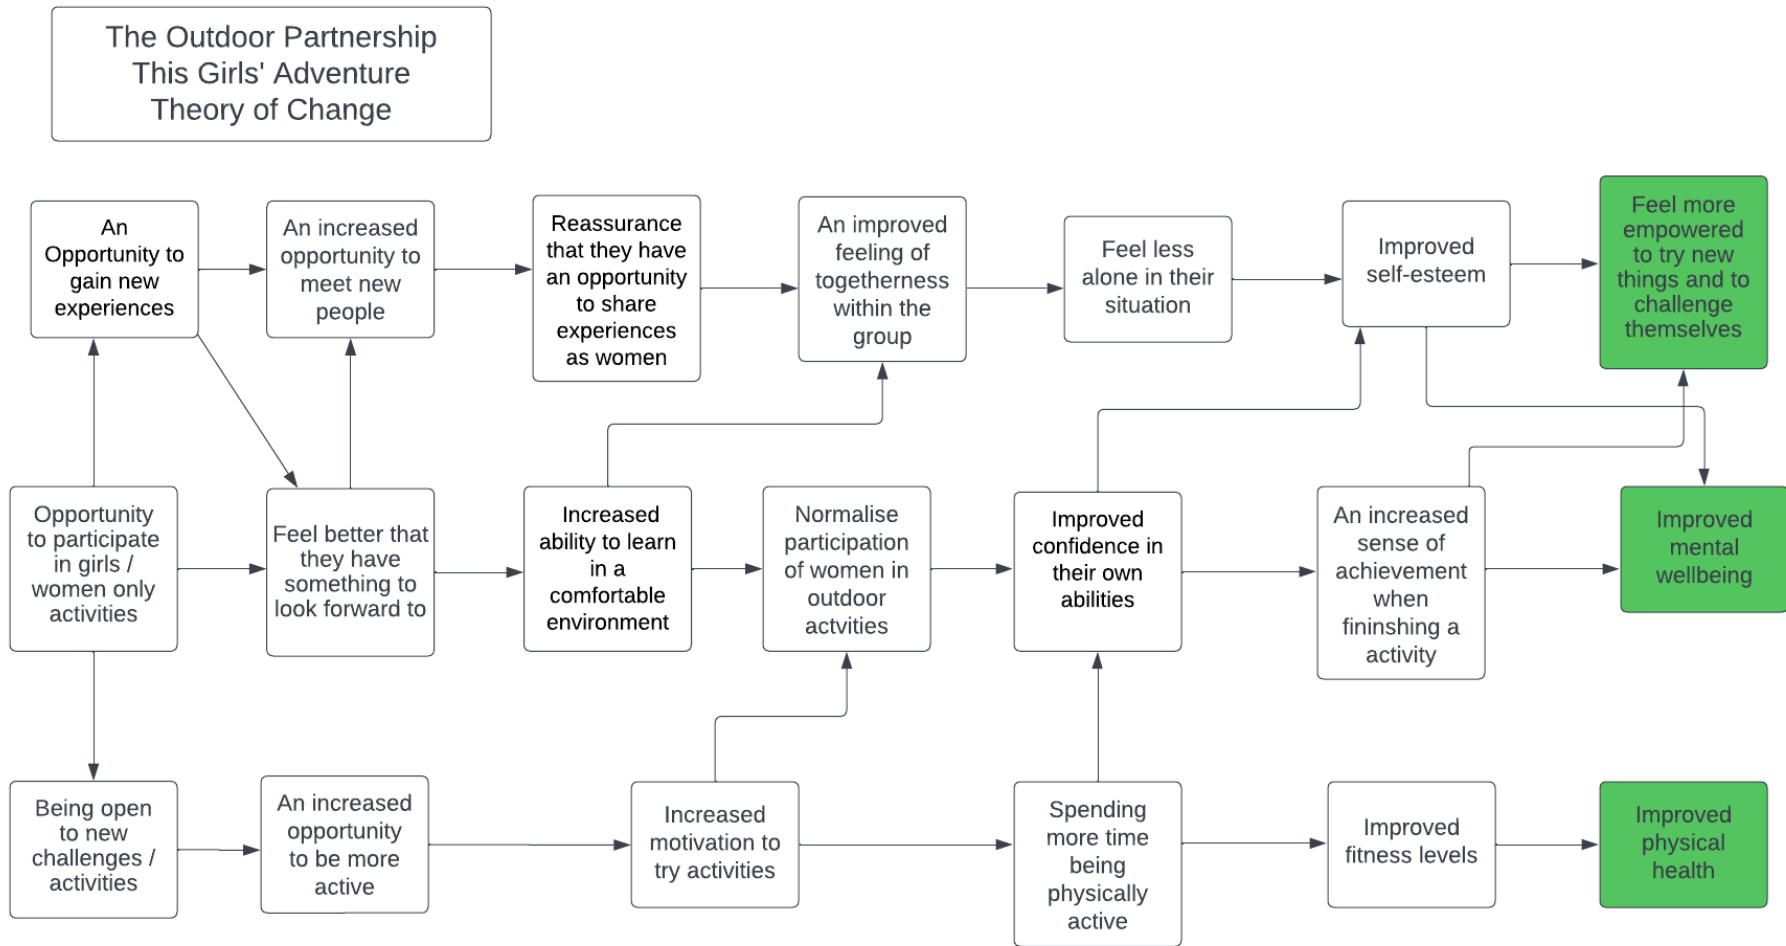 The Outdoor Partnership
This Girls' Adventure
Theory of Change
An
Opportunity to
gain new
experiences
An increased
opportunity to
meet new
people
Reassurance
that they have
an opportunity
to share
experiences
as women
An improved
feeling of
togetherness
within the
group
Feel less
alone in their
situation
Improved
self-esteem
Feel more
empowered
to try new
things and to
challenge
themselves
Opportunity
to participate
in girls /
women only
activities
Feel better that
they have
something to
look forward to
Increased
ability to learn
in a
comfortable
environment
Normalise
participation
of women in
outdoor
actvities
Improved
confidence in
their own
abilities
An increased
sense of
achievement
when
fininshing a
activity
Improved
mental
wellbeing
Being open
to new
challenges /
activities
An increased
opportunity
to be more
active
Increased
motivation to
try activities
Spending
more time
being
physically
active
Improved
fitness levels
Improved
physical
health